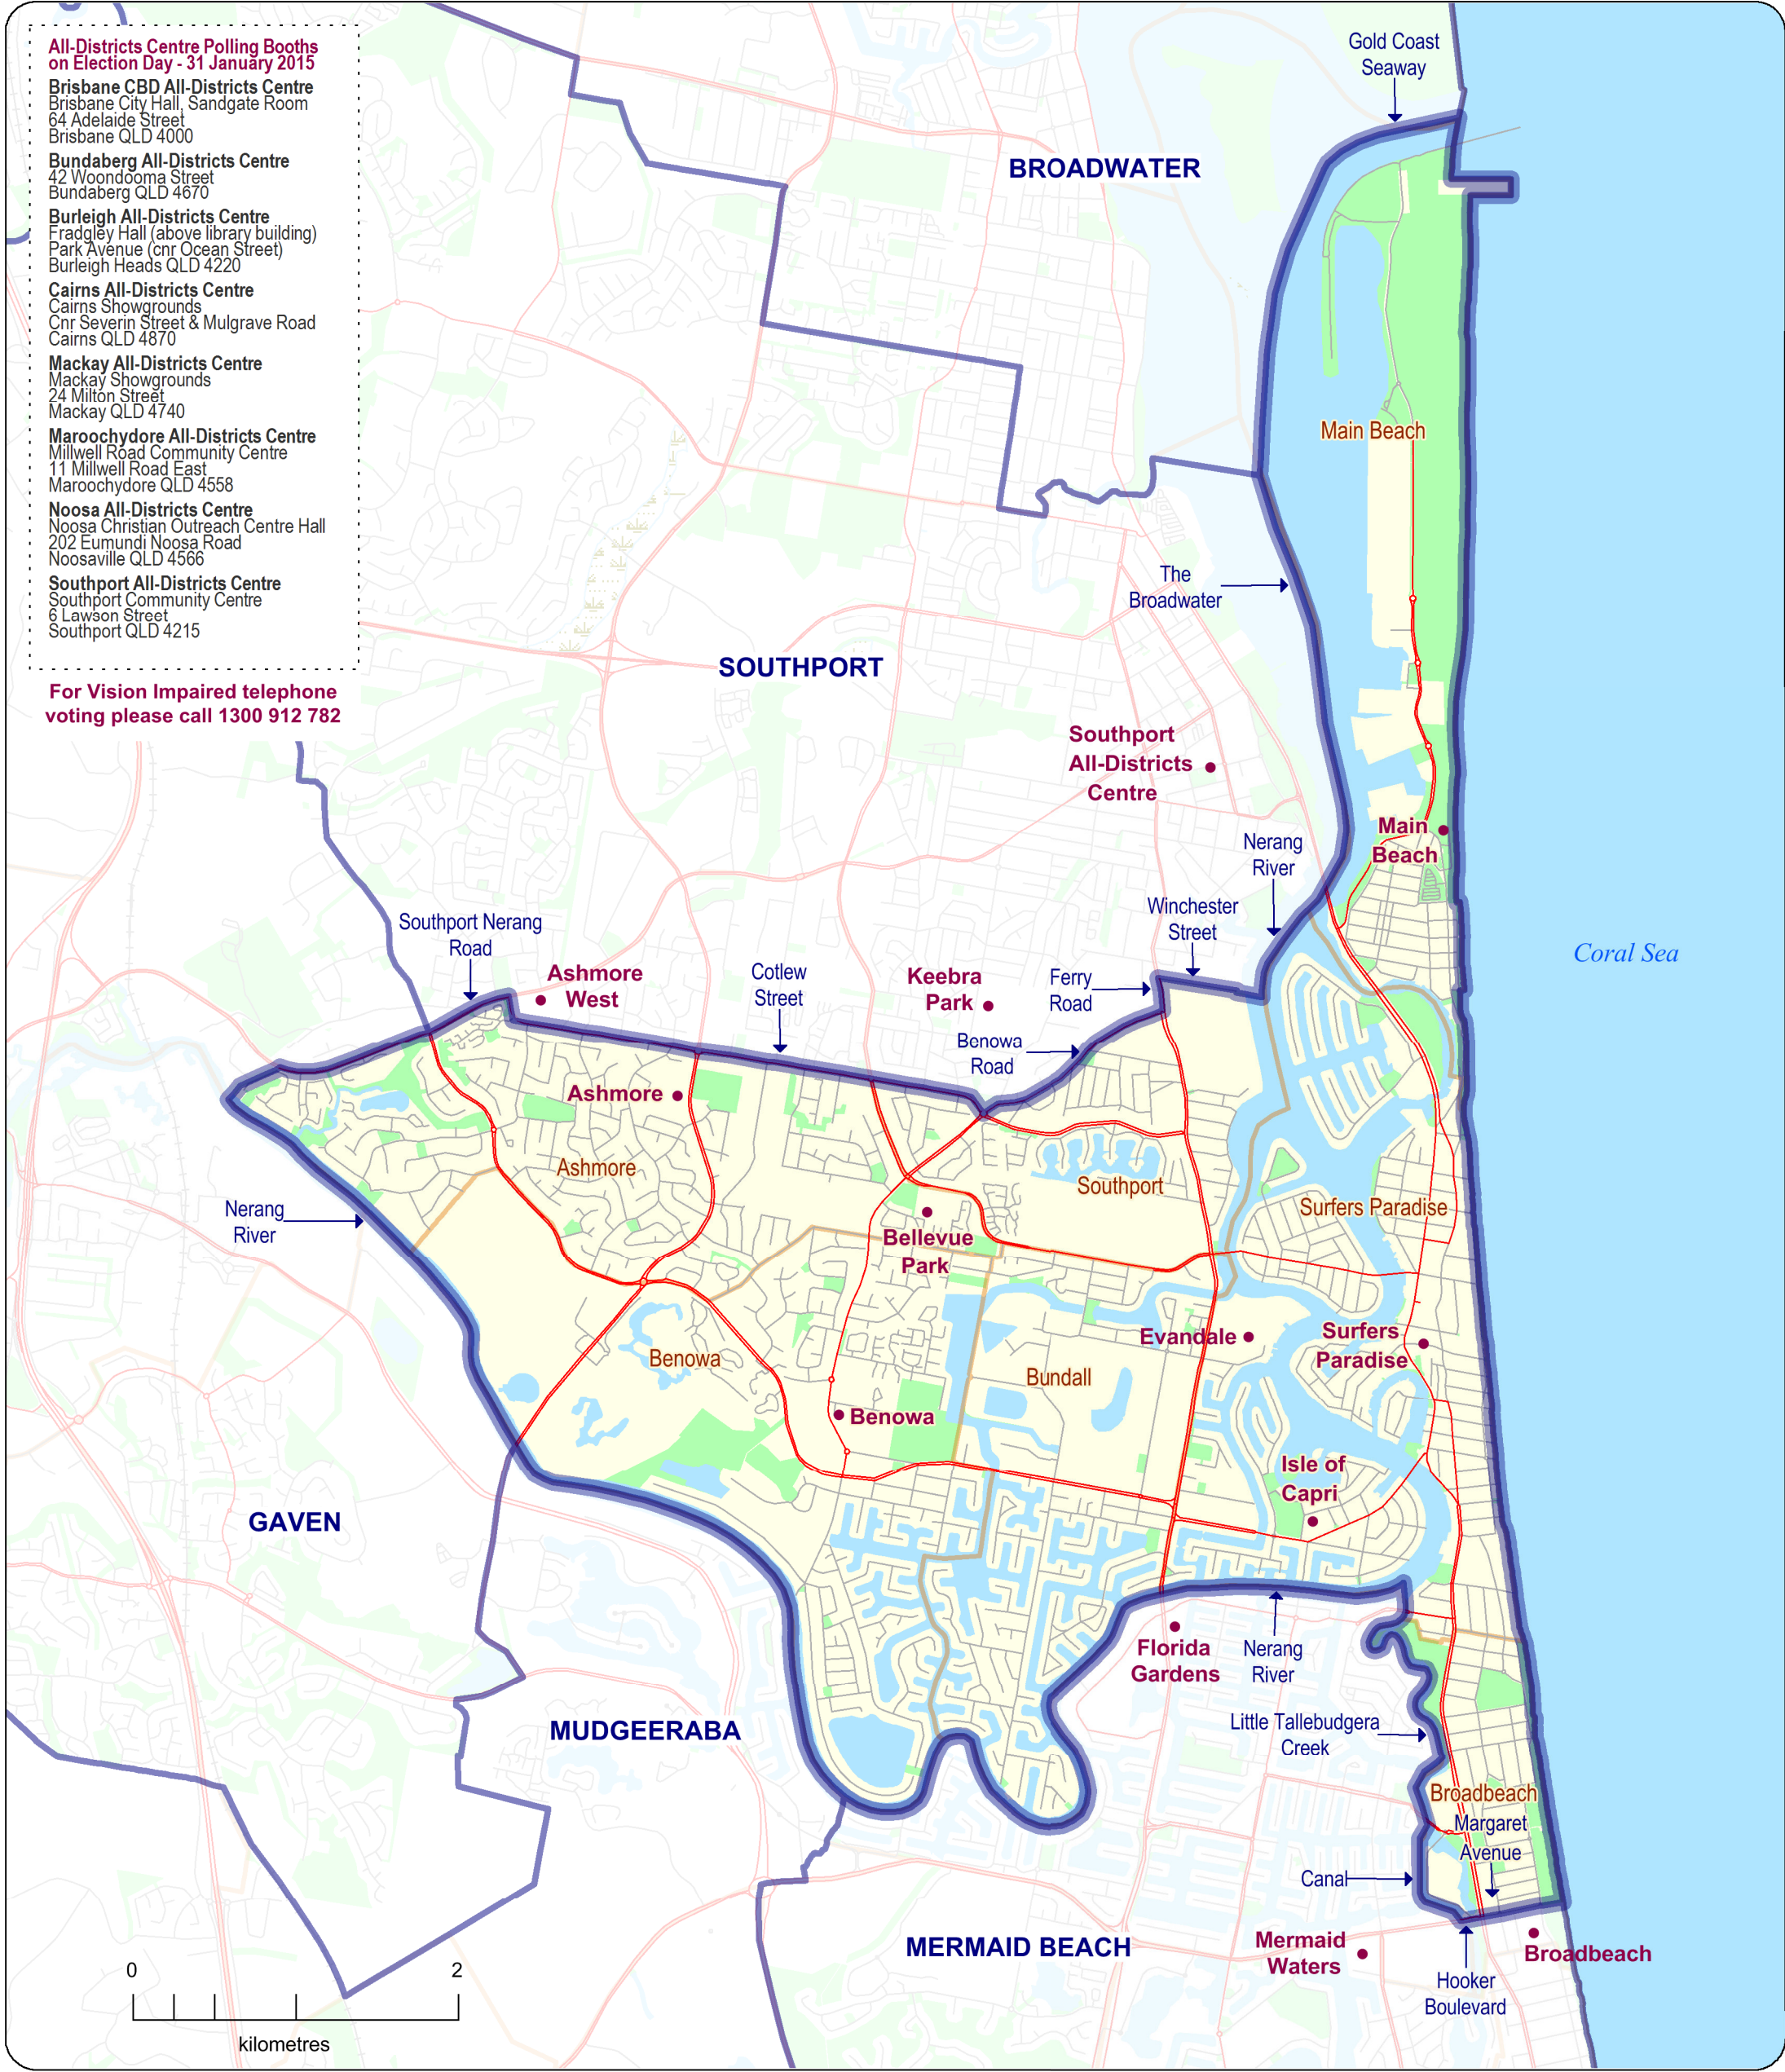 All-Districts Centre Polling Booths
on Election Day - 31 January 2015
Brisbane CBD All-Districts Centre
Brisbane City Hall, Sandgate Room
64 Adelaide Street
Brisbane QLD 4000
Bundaberg All-Districts Centre
42 Woondooma Street
Bundaberg QLD 4670
Burleigh All-Districts Centre
Fradgley Hall (above library building)
Park Avenue (cnr Ocean Street)
Burleigh Heads QLD 4220
Cairns All-Districts Centre
Cairns Showgrounds
Cnr Severin Street & Mulgrave Road
Cairns QLD 4870
Mackay All-Districts Centre
Mackay Showgrounds
24 Milton Street
Mackay QLD 4740
Maroochydore All-Districts Centre
Millwell Road Community Centre
11 Millwell Road East
Maroochydore QLD 4558
Noosa All-Districts Centre
Noosa Christian Outreach Centre Hall
202 Eumundi Noosa Road
Noosaville QLD 4566
Southport All-Districts Centre
Southport Community Centre
6 Lawson Street
Southport QLD 4215
For Vision Impaired telephone
voting please call 1300 912 782
Gold Coast
Seaway
BROADWATER
Main Beach
The
Broadwater
SOUTHPORT
Southport
All-Districts
Centre
Main
Beach
Nerang
River
Winchester
Street
Southport Nerang
Road
Coral Sea
Ashmore
West
Cotlew
Street
Keebra
Park
Ferry
Road
Benowa
Road
Ashmore
Ashmore
Southport
Surfers Paradise
Nerang
River
Bellevue
Park
Evandale
Surfers
Paradise
Benowa
Bundall
Benowa
Isle of
Capri
GAVEN
Florida
Gardens
Nerang
River
MUDGEERABA
Little Tallebudgera
Creek
Broadbeach
Margaret
Avenue
Canal
MERMAID BEACH
Mermaid
Waters
Broadbeach
Hooker
Boulevard
0 2
kilometres